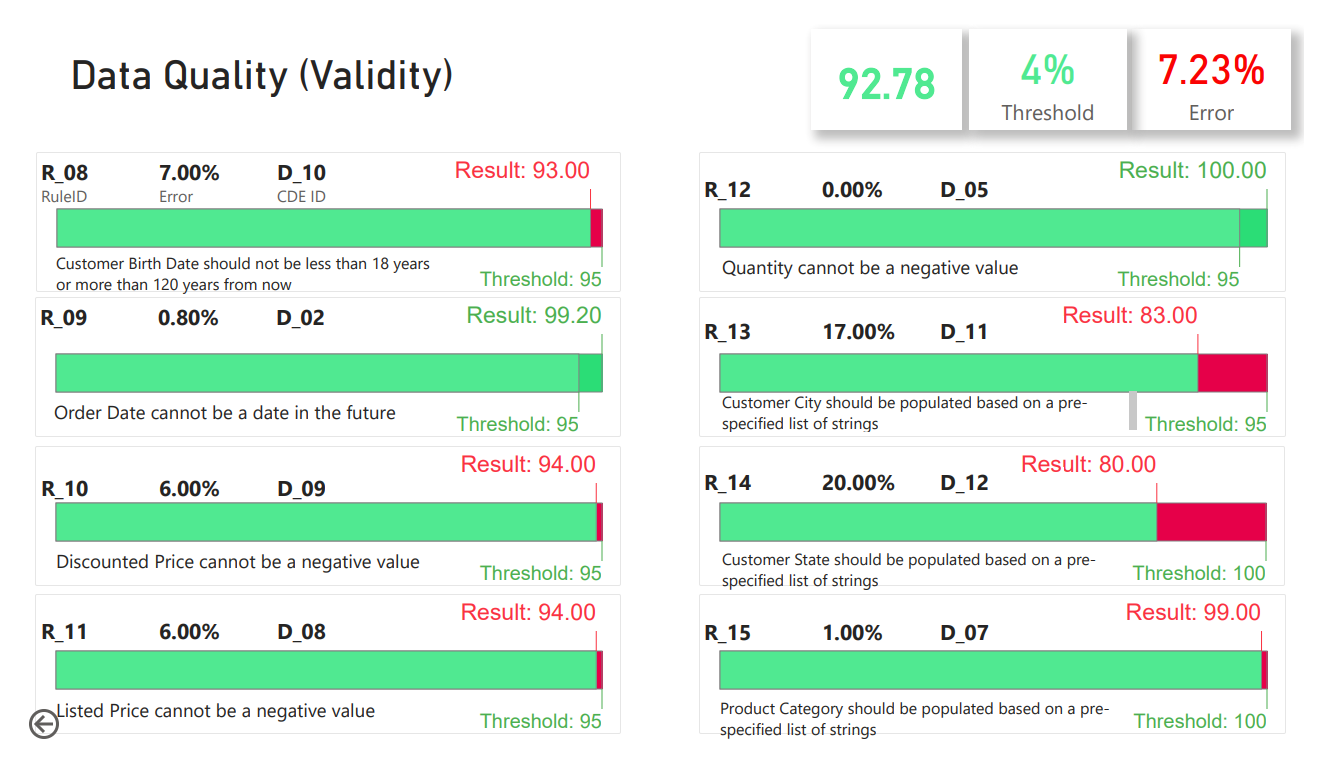 Data Quality (Validity)
92.78
4%
Threshold
7.23%
Error
R_08 7.00% D_10 Result: 93.00
RuleID Error CDE ID
Customer Birth Date should not be less than 18 years
or more than 120 years from now
Threshold: 95
R_09 0.80% D_02 Result: 99.20
Order Date cannot be a date in the future
Threshold: 95
Result: 94.00
R_10 6.00% D_09
Discounted Price cannot be a negative value
Threshold: 95
Result: 94.00
R_11 6.00% D_08
Listed Price cannot be a negative value
Threshold: 95
Result: 100.00
R_12 0.00% D_05
Quantity cannot be a negative value
Threshold: 95
Result: 83.00
R_13 17.00% D_11
Customer City should be populated based on a pre-
specified list of strings
Threshold: 95
Result: 80.00
R_14 20.00% D_12
Customer State should be populated based on a pre-
specified list of strings
Threshold: 100
Result: 99.00
R_15 1.00% D_07
Product Category should be populated based on a pre-
specified list of strings
Threshold: 100